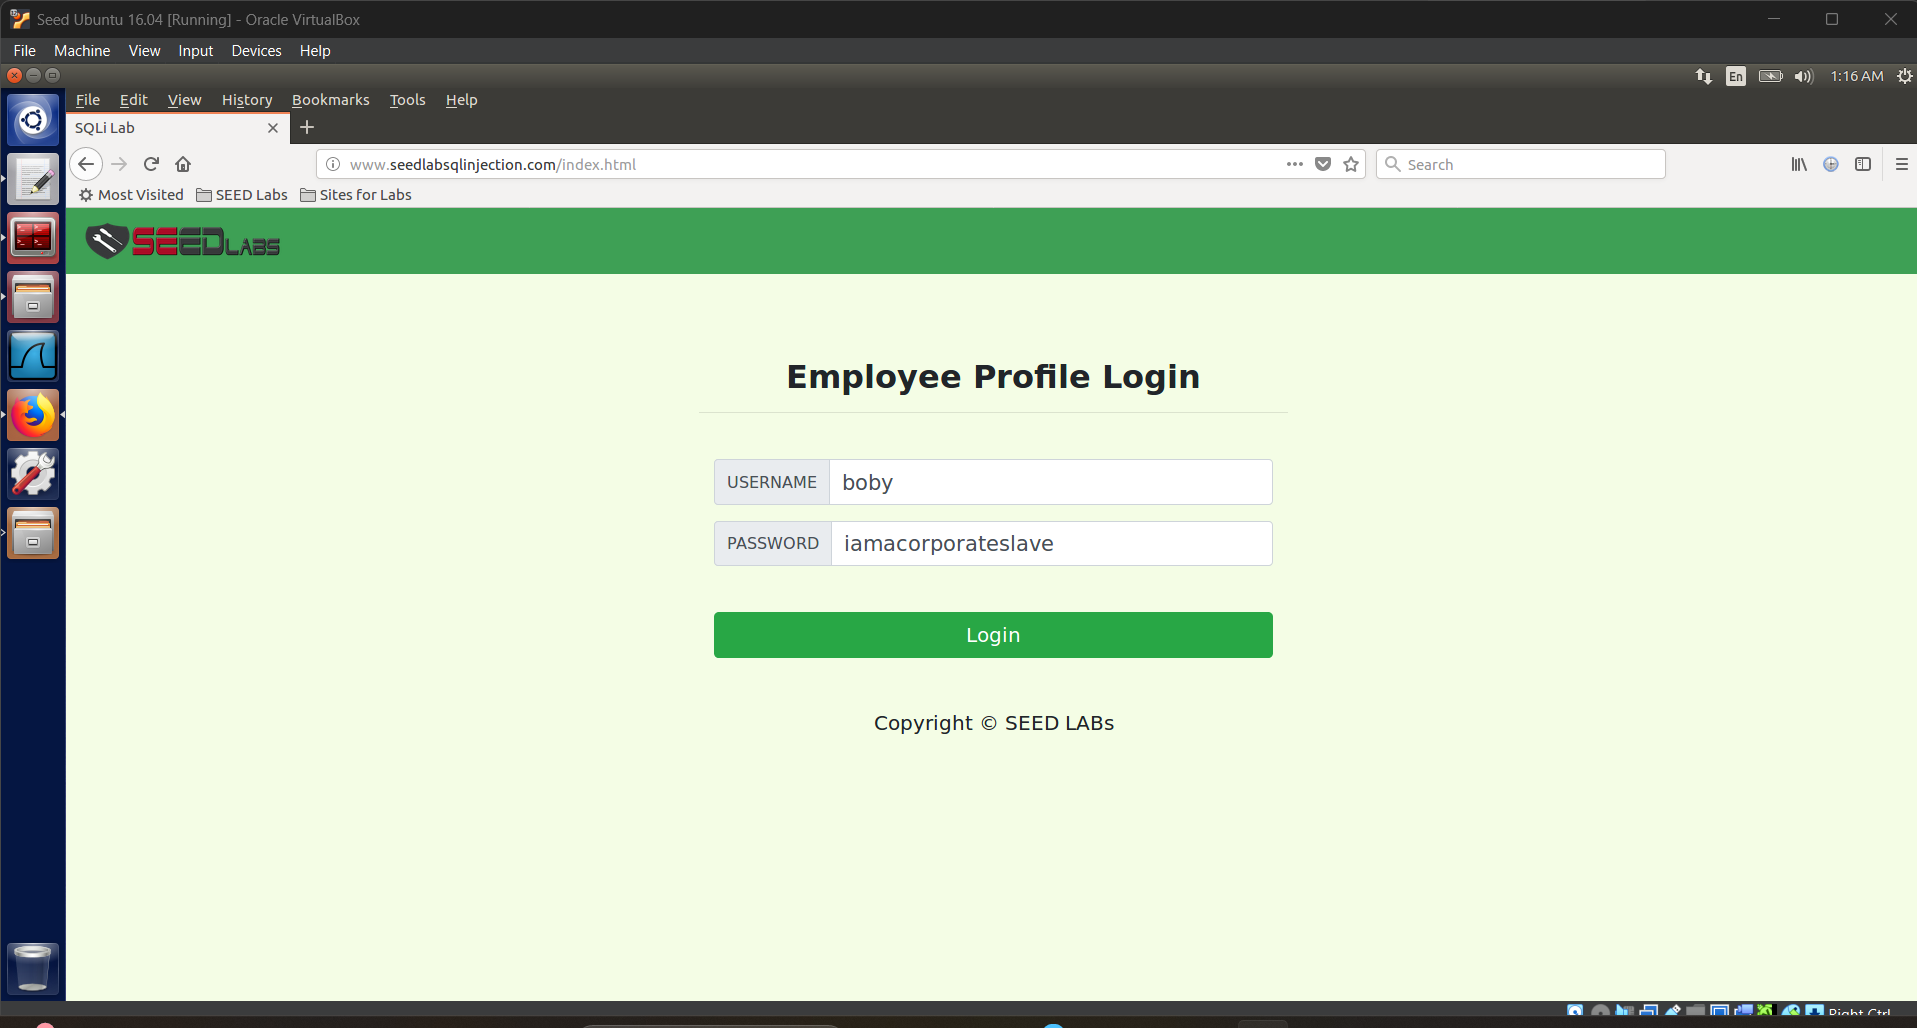 Seed Ubuntu 16.04 [Running] - Oracle VirtualBox
File Machine View Input Devices Help
En 1:16 AM
File Edit View History Bookmarks Tools Help
SQLi Lab
www.seedlabsqlinjection.com/index.html
Search
Most Visited SEED Labs Sites for Labs
SEEDLABS
Employee Profile Login
USERNAME boby
PASSWORD iamacorporateslave
Login
Copyright © SEED LABs
Right Ctrl